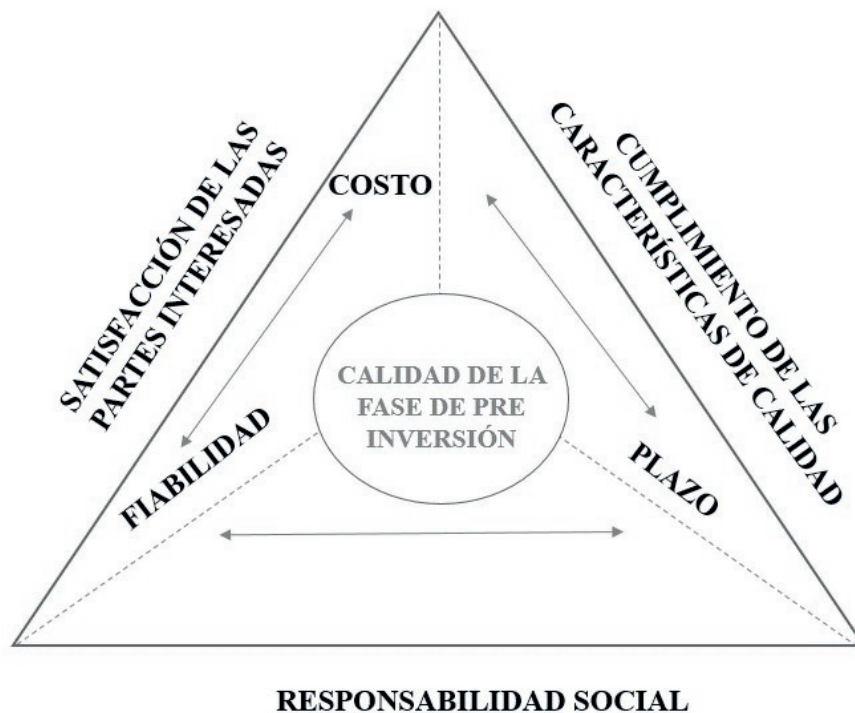 SATISFACCIÓN DE LAS
PARTES INTERESADAS
CUMPLIMIENTO DE LAS
CARACTERÍSTICAS DE CALIDAD
COSTO
CALIDAD DE LA
FASE DE PRE
INVERSIÓN
FIABILIDAD
PLAZO
RESPONSABILIDAD SOCIAL